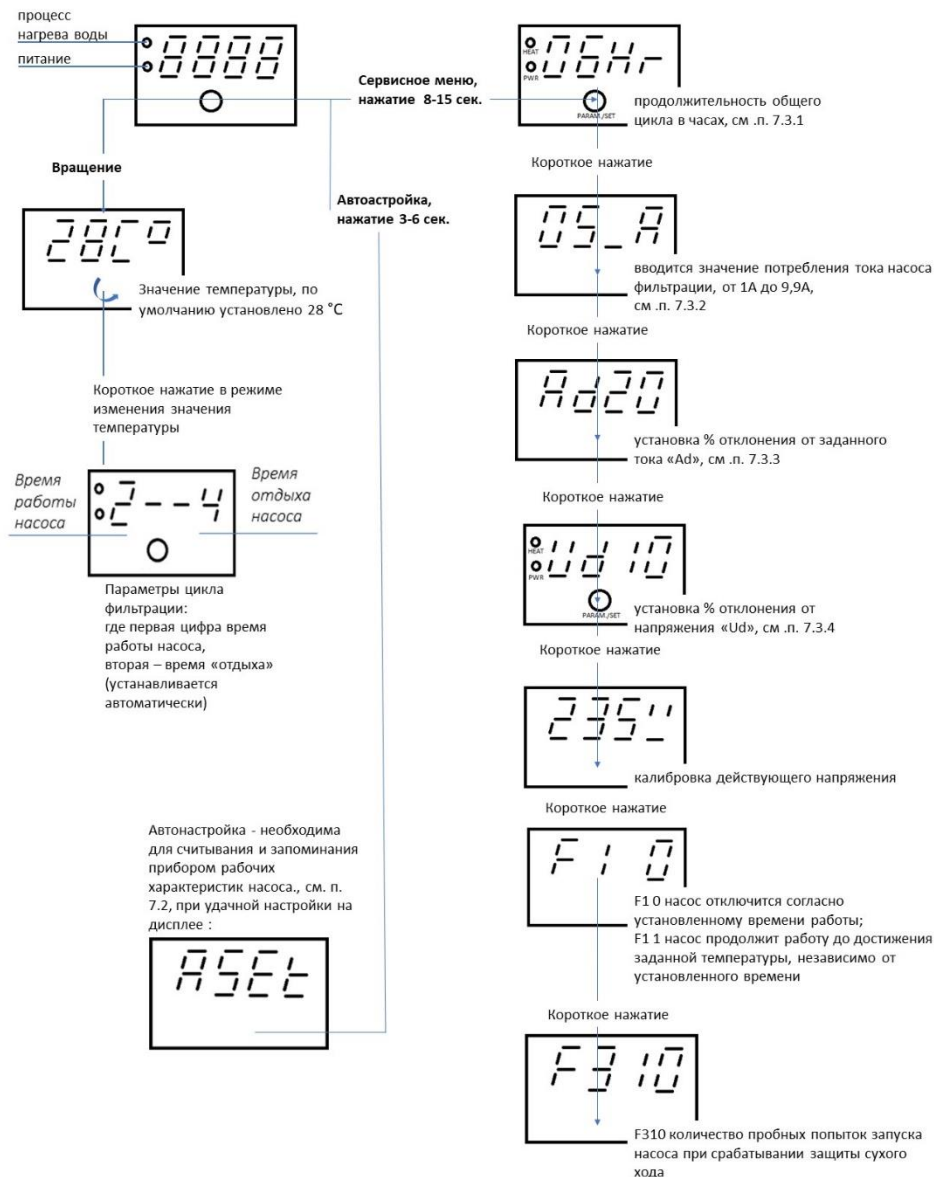 процесс
нагрева воды
питание
8888
Сервисное меню,
нажатие 8-15 сек.
HEAT
PWR
06Hr
PARAM./SET
продолжительность общего
цикла в часах, см .п. 7.3.1
Вращение
Автоастройка,
нажатие 3-6 сек.
28C°
Значение температуры, по
умолчанию установлено 28 °C
Короткое нажатие в режиме
изменения значения
температуры
Время
работы
насоса
2--4
Время
отдыха
насоса
Параметры цикла
фильтрации:
где первая цифра время
работы насоса,
вторая – время «отдыха»
(устанавливается
автоматически)
Автонастройка - необходима
для считывания и запоминания
прибором рабочих
характеристик насоса., см. п.
7.2, при удачной настройки на
дисплее :
ASEt
Короткое нажатие
05_A
вводится значение потребления тока насоса
фильтрации, от 1А до 9,9А,
см .п. 7.3.2
Короткое нажатие
Ad20
установка % отклонения от заданного
тока «Ad», см .п. 7.3.3
Короткое нажатие
HEAT
PWR
Ud10
PARAM./SET
установка % отклонения от
напряжения «Ud», см .п. 7.3.4
Короткое нажатие
235
калибровка действующего напряжения
Короткое нажатие
F1 0
F1 0 насос отключится согласно
установленному времени работы;
F1 1 насос продолжит работу до достижения
заданной температуры, независимо от
установленного времени
Короткое нажатие
F310
F310 количество пробных попыток запуска
насоса при срабатывании защиты сухого
хода